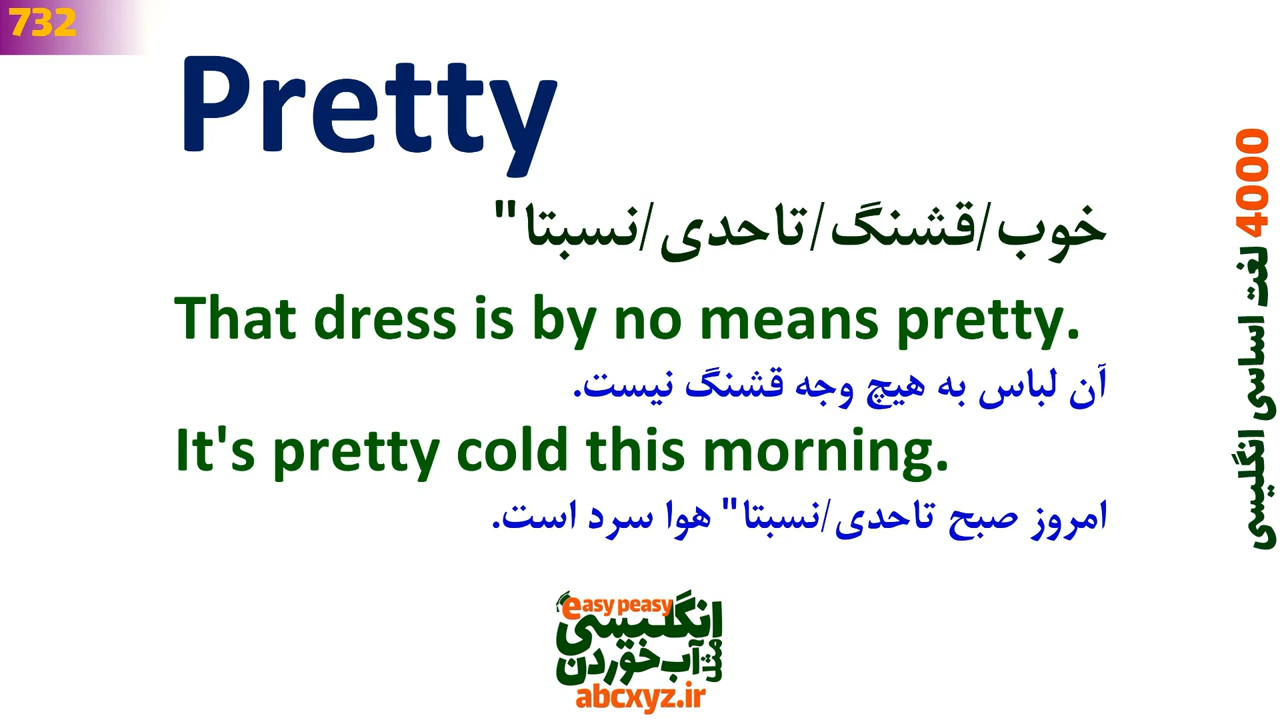 732
Pretty
خوب/قشنگ/تاحدی/نسبتا"
That dress is by no means pretty.
آن لباس به هیچ وجه قشنگ نیست.
It's pretty cold this morning.
امروز صبح تاحدی/نسبتا" هوا سرد است.
4000 لغت اساسی انگلیسی
easy peasy
انگلیسی
مثل
آب خوردن
abcxyz.ir